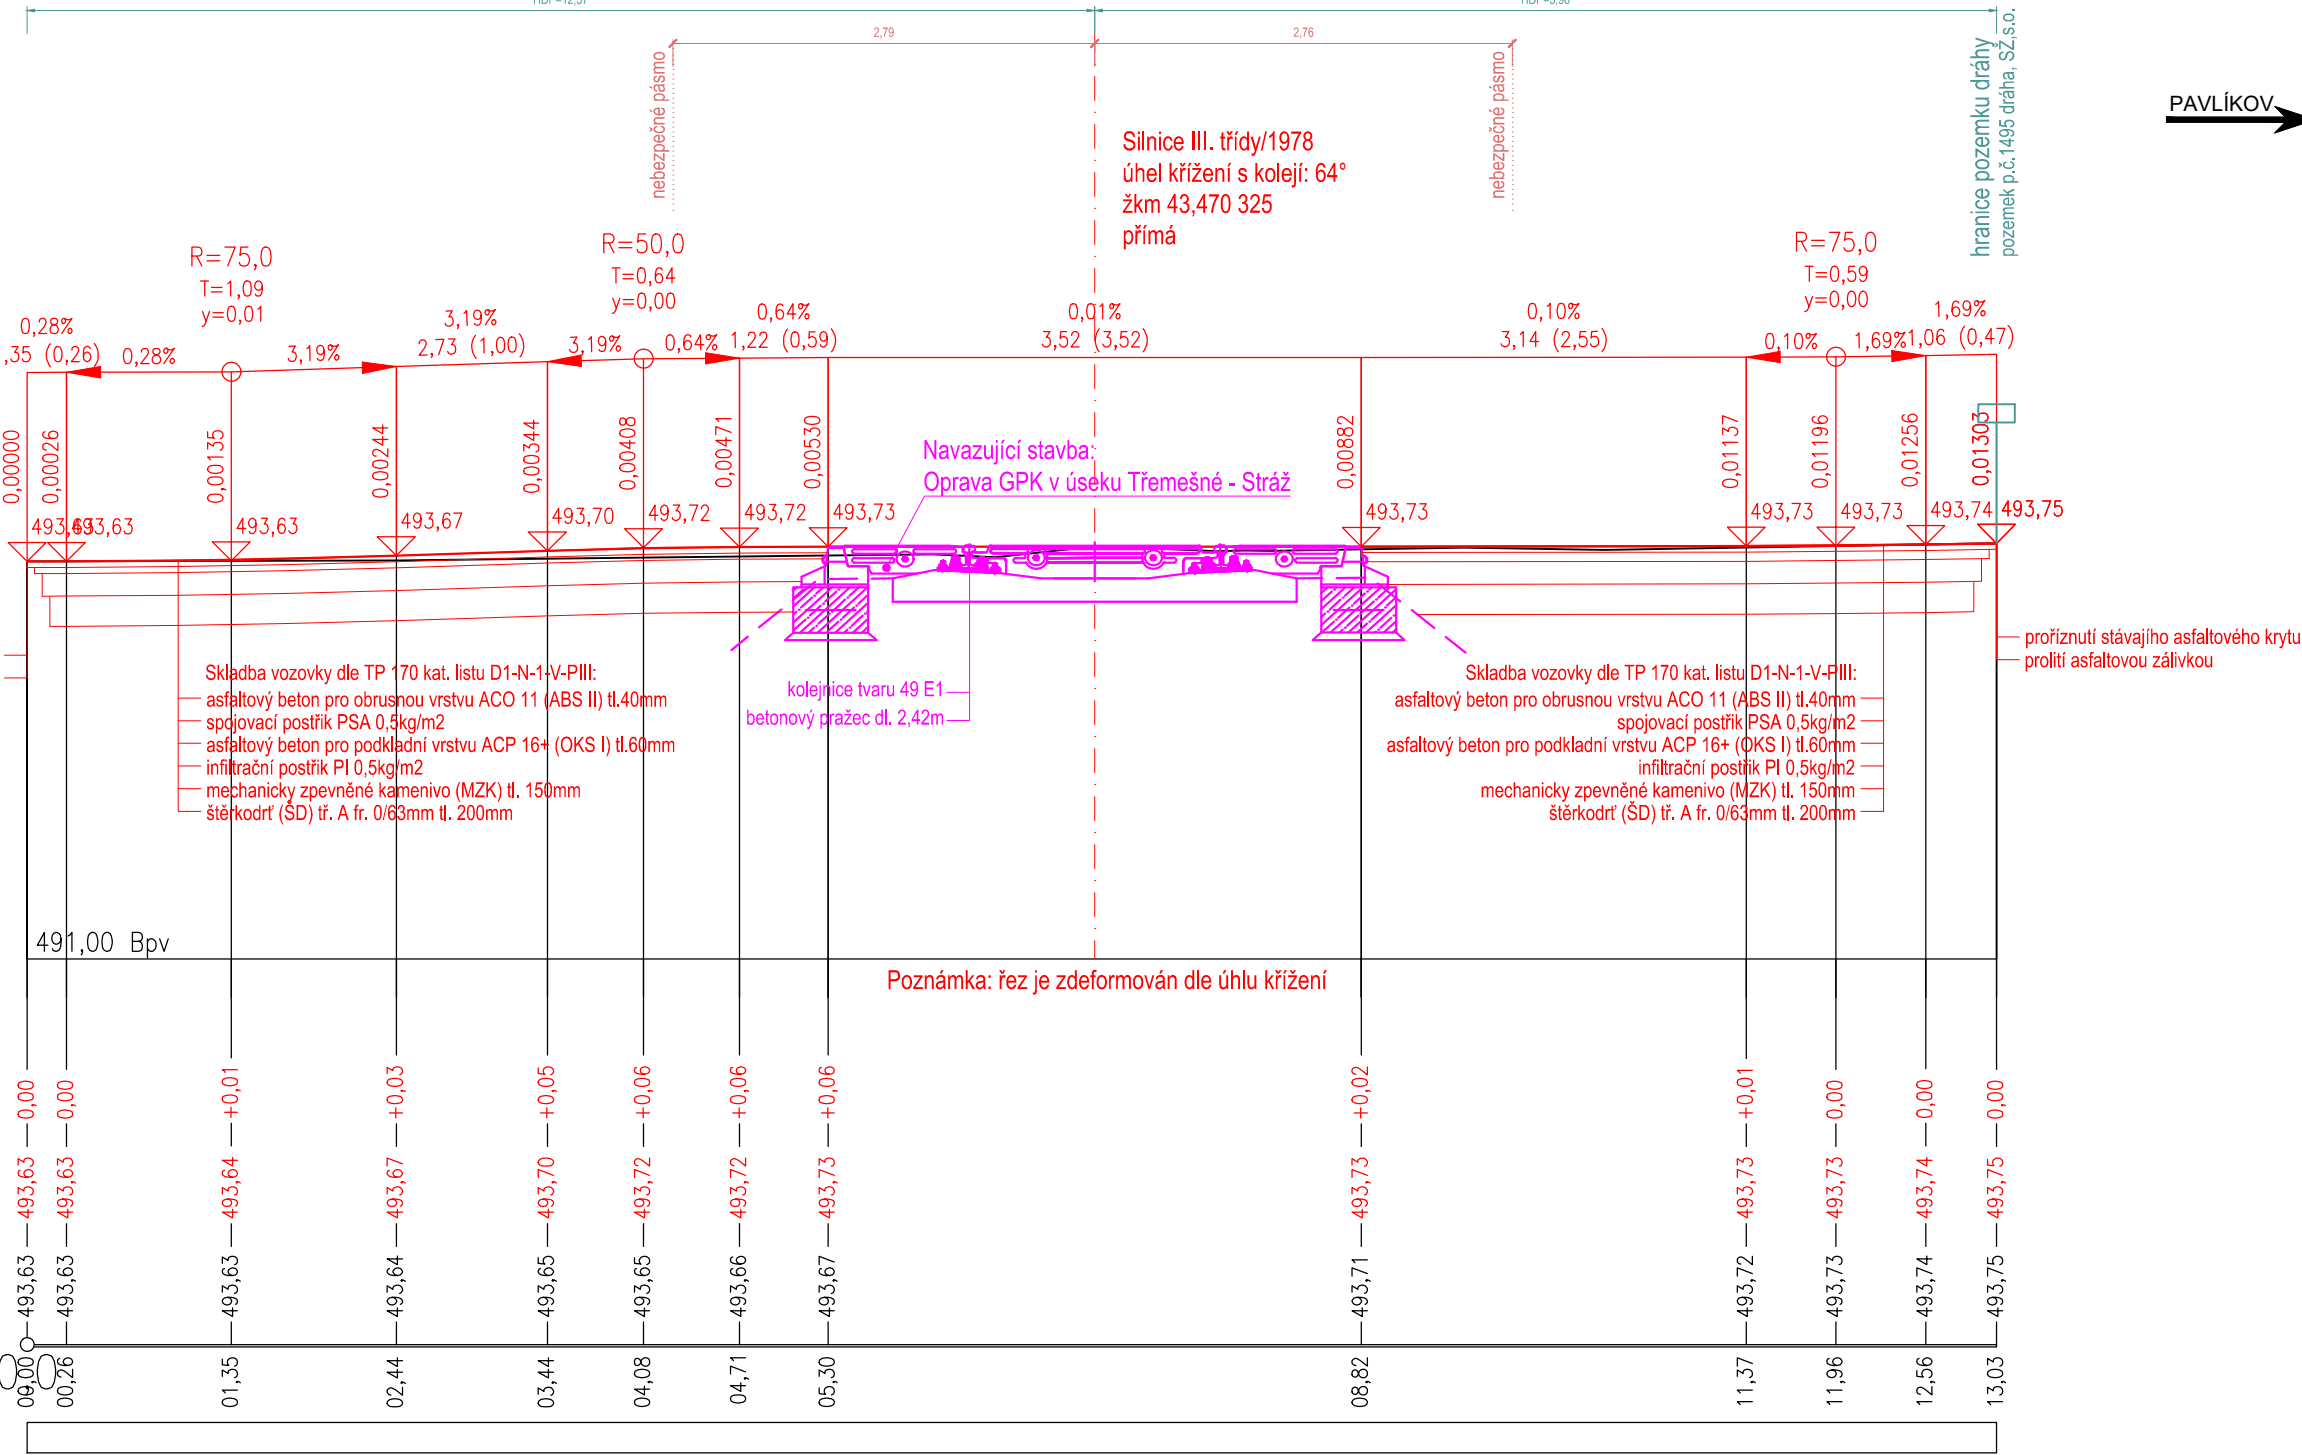 2,79
2,76
nebezpečné pásmo
nebezpečné pásmo
hranice pozemku dráhy
pozemek p.č.1495 dráha, SŽ,s.o.
PAVLÍKOV
Silnice III. třídy/1978
úhel křížení s kolejí: 64°
žkm 43,470 325
přímá
R=75,0
T=1,09
y=0,01
R=50,0
T=0,64
y=0,00
R=75,0
T=0,59
y=0,00
0,28%
,35 (0,26)
0,28%
3,19%
3,19%
2,73 (1,00)
3,19%
0,64%
0,64%
1,22 (0,59)
0,01%
3,52 (3,52)
0,10%
3,14 (2,55)
0,10%
1,69%
1,69%
1,06 (0,47)
0,00000
0,00026
0,00135
0,00244
0,00344
0,00408
0,00471
0,00530
0,00882
0,01137
0,01196
0,01256
0,01303
Navazující stavba:
Oprava GPK v úseku Třemešné - Stráž
493,63
493,63
493,63
493,67
493,70
493,72
493,72
493,73
493,73
493,73
493,73
493,74
493,75
proříznutí stávajího asfaltového krytu
prolití asfaltovou zálivkou
Skladba vozovky dle TP 170 kat. listu D1-N-1-V-PIII:
asfaltový beton pro obrusnou vrstvu ACO 11 (ABS II) tl.40mm
spojovací postřik PSA 0,5kg/m2
asfaltový beton pro podkladní vrstvu ACP 16+ (OKS I) tl.60mm
infiltrační postřik PI 0,5kg/m2
mechanicky zpevněné kamenivo (MZK) tl. 150mm
štěrkodrť (ŠD) tř. A fr. 0/63mm tl. 200mm
kolejnice tvaru 49 E1
betonový pražec dl. 2,42m
Skladba vozovky dle TP 170 kat. listu D1-N-1-V-PIII:
asfaltový beton pro obrusnou vrstvu ACO 11 (ABS II) tl.40mm
spojovací postřik PSA 0,5kg/m2
asfaltový beton pro podkladní vrstvu ACP 16+ (OKS I) tl.60mm
infiltrační postřik PI 0,5kg/m2
mechanicky zpevněné kamenivo (MZK) tl. 150mm
štěrkodrť (ŠD) tř. A fr. 0/63mm tl. 200mm
491,00 Bpv
Poznámka: řez je zdeformován dle úhlu křížení
0,00
0,00
+0,01
+0,03
+0,05
+0,06
+0,06
+0,06
+0,02
+0,01
0,00
0,00
0,00
493,63
493,63
493,64
493,67
493,70
493,72
493,72
493,73
493,73
493,73
493,73
493,74
493,75
493,63
493,63
493,63
493,64
493,65
493,65
493,66
493,67
493,71
493,72
493,73
493,74
493,75
00,00
00,26
01,35
02,44
03,44
04,08
04,71
05,30
08,82
11,37
11,96
12,56
13,03